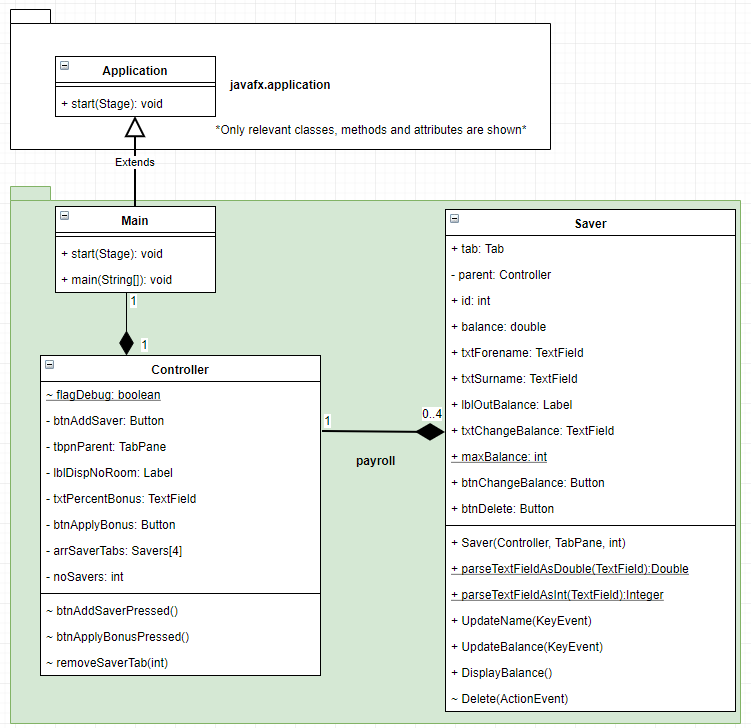 Application
+ start(Stage): void
javafx.application
*Only relevant classes, methods and attributes are shown*
Extends
Main
+ start(Stage): void
+ main(String[]): void
1
1
Controller
~ flagDebug: boolean
- btnAddSaver: Button
- tbpnParent: TabPane
- lblDispNoRoom: Label
- txtPercentBonus: TextField
- btnApplyBonus: Button
- arrSaverTabs: Savers[4]
- noSavers: int
~ btnAddSaverPressed()
~ btnApplyBonusPressed()
~ removeSaverTab(int)
1
0..4
payroll
Saver
+ tab: Tab
- parent: Controller
+ id: int
+ balance: double
+ txtForename: TextField
+ txtSurname: TextField
+ lblOutBalance: Label
+ txtChangeBalance: TextField
+ maxBalance: int
+ btnChangeBalance: Button
+ btnDelete: Button
+ Saver(Controller, TabPane, int)
+ parseTextFieldAsDouble(TextField):Double
+ parseTextFieldAsInt(TextField):Integer
+ UpdateName(KeyEvent)
+ UpdateBalance(KeyEvent)
+ DisplayBalance()
~ Delete(ActionEvent)